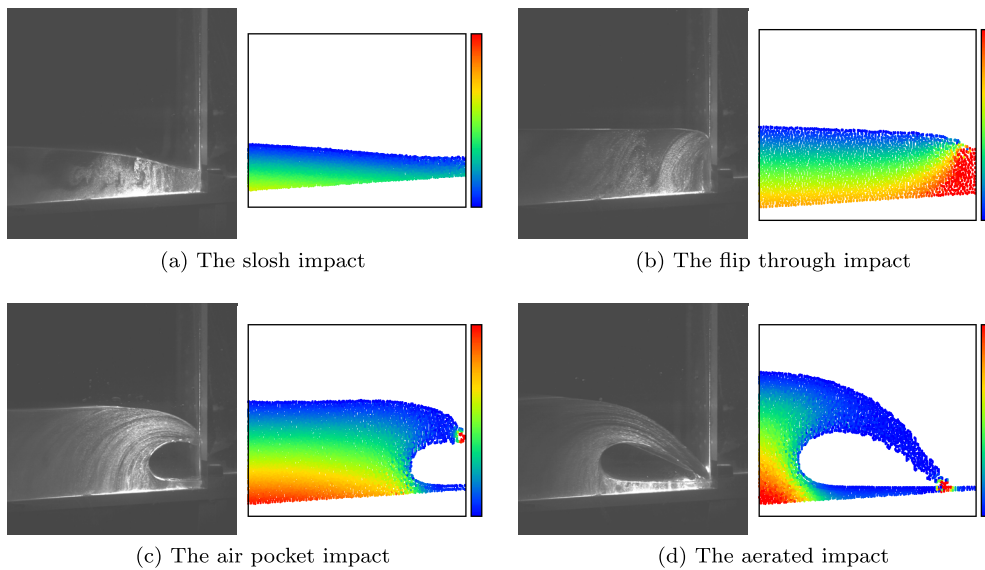 (a) The slosh impact
(b) The flip through impact
(c) The air pocket impact
(d) The aerated impact